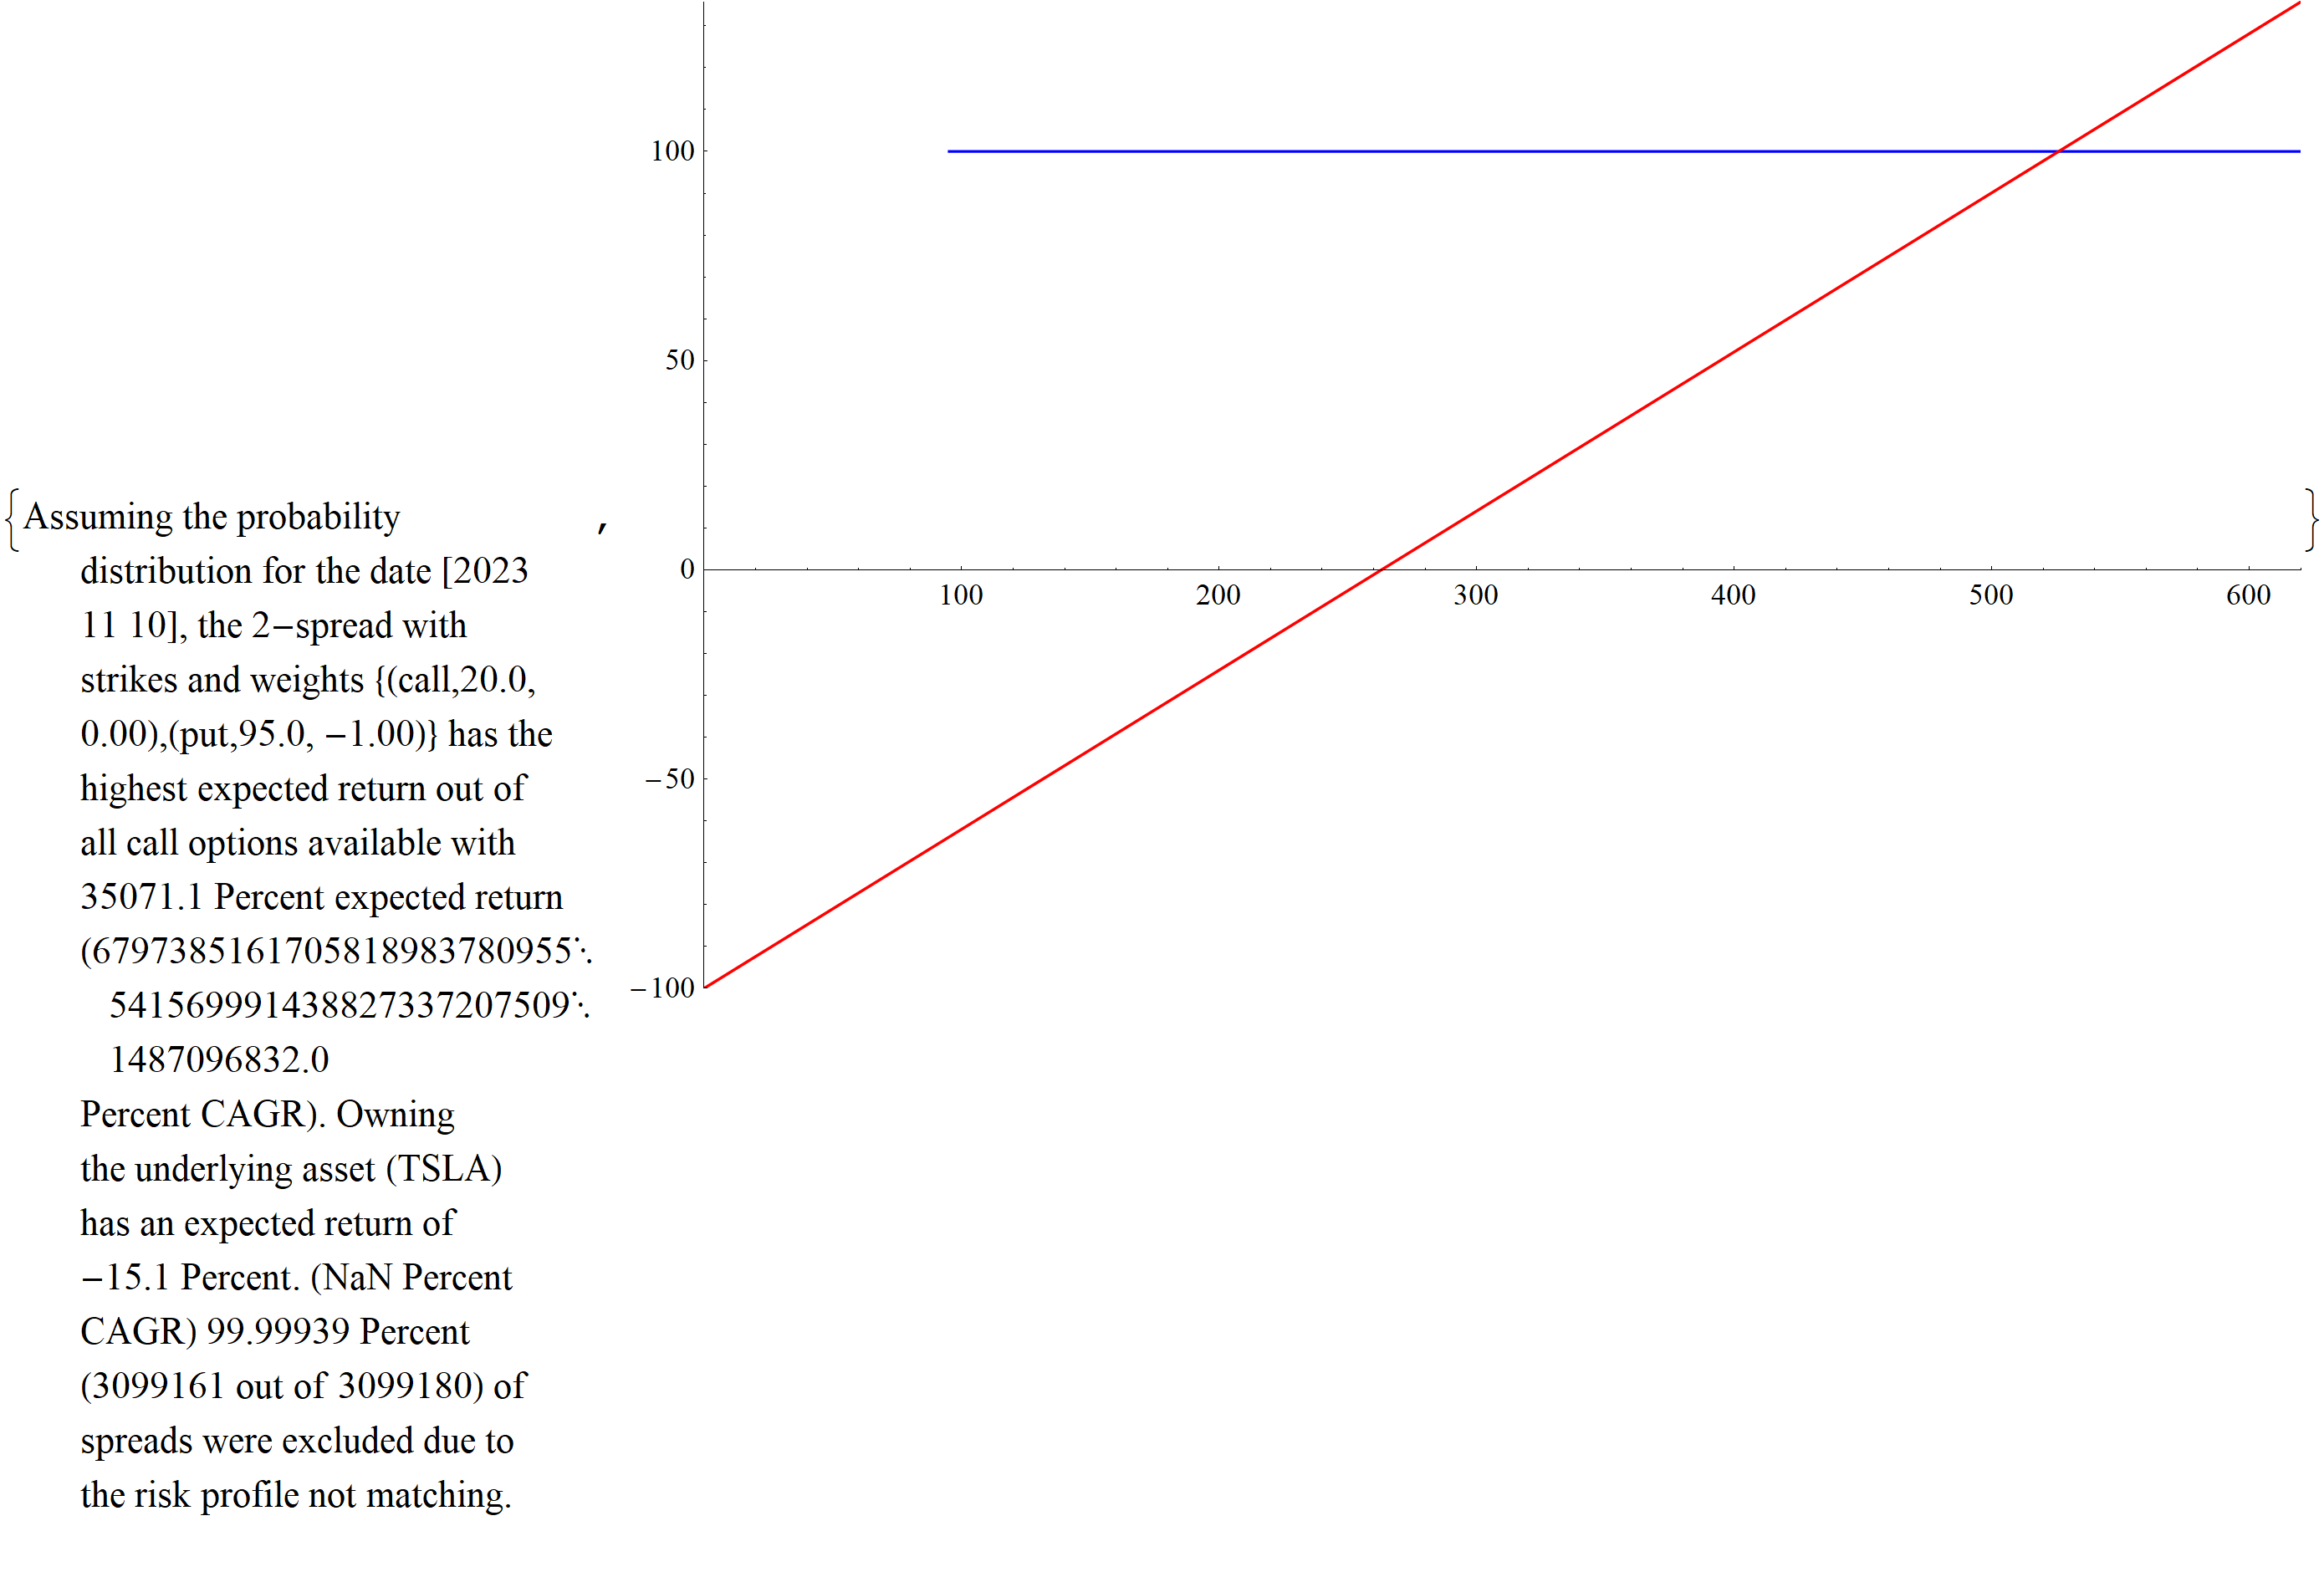 {Assuming the probability ,
distribution for the date [2023
11 10], the 2−spread with
strikes and weights {(call,20.0,
0.00),(put,95.0, −1.00)} has the
highest expected return out of
all call options available with
35071.1 Percent expected return
(6797385161705818983780955⋱
541569991438827337207509⋱
1487096832.0
Percent CAGR). Owning
the underlying asset (TSLA)
has an expected return of
−15.1 Percent. (NaN Percent
CAGR) 99.99939 Percent
(3099161 out of 3099180) of
spreads were excluded due to
the risk profile not matching.
100
50
0
−50
−100
100 200 300 400 500 600
}